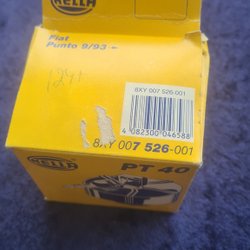 HELLA
Fiat
Punto 9/93 -
8XY 007 526-001
4 082300 046588
8XY 007 526-001
HELLA
PT 40